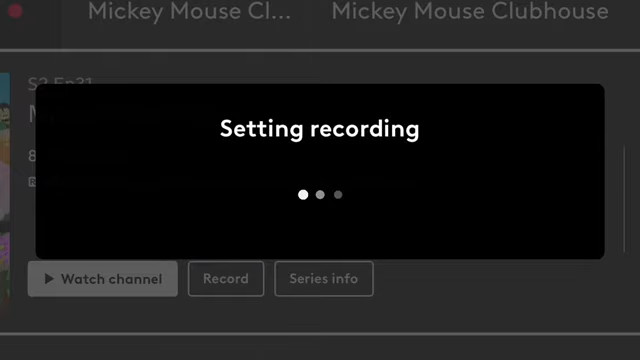 Mickey Mouse Cl... Mickey Mouse Clubhouse
S2 Ep31
Setting recording
Watch channel Record Series info